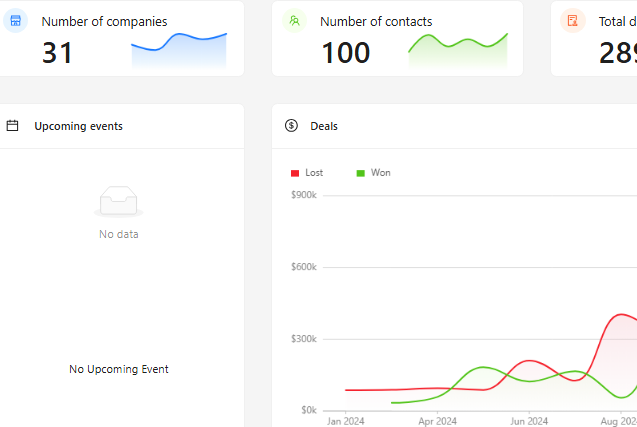 Number of companies
31
Number of contacts
100
Total d
289
Upcoming events
No data
No Upcoming Event
Deals
Lost
Won
$900k
$600k
$300k
$0k
Jan 2024
Apr 2024
Jun 2024
Aug 202